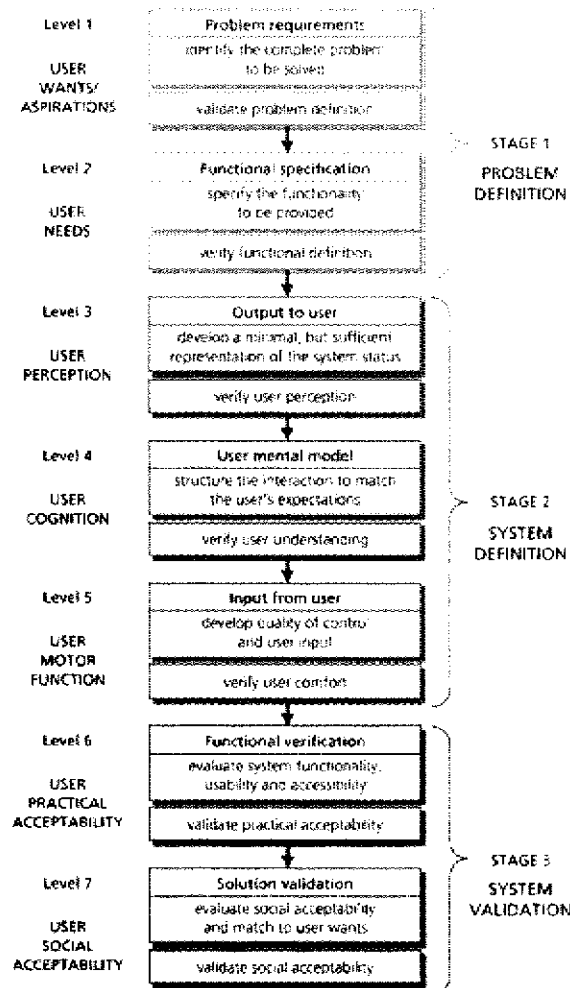 Level 1
USER
WANTS/
ASPIRATIONS
Problem requirements
identify the complete problem
to be solved
validate problem definition
STAGE 1
PROBLEM
DEFINITION
Level 2
USER
NEEDS
Functional specification
specify the functionality
to be provided
verify functional definition
Level 3
USER
PERCEPTION
Output to user
develop a minimal, but sufficient
representation of the system status
verify user perception
Level 4
USER
COGNITION
User mental model
structure the interaction to match
the user's expectations
verify user understanding
STAGE 2
SYSTEM
DEFINITION
Level 5
USER
MOTOR
FUNCTION
Input from user
develop quality of control
and user input
verify user comfort
Level 6
USER
PRACTICAL
ACCEPTABILITY
Functional verification
evaluate system functionality,
usability and accessibility
validate practical acceptability
STAGE 3
SYSTEM
VALIDATION
Level 7
USER
SOCIAL
ACCEPTABILITY
Solution validation
evaluate social acceptability
and match to user wants
validate social acceptability